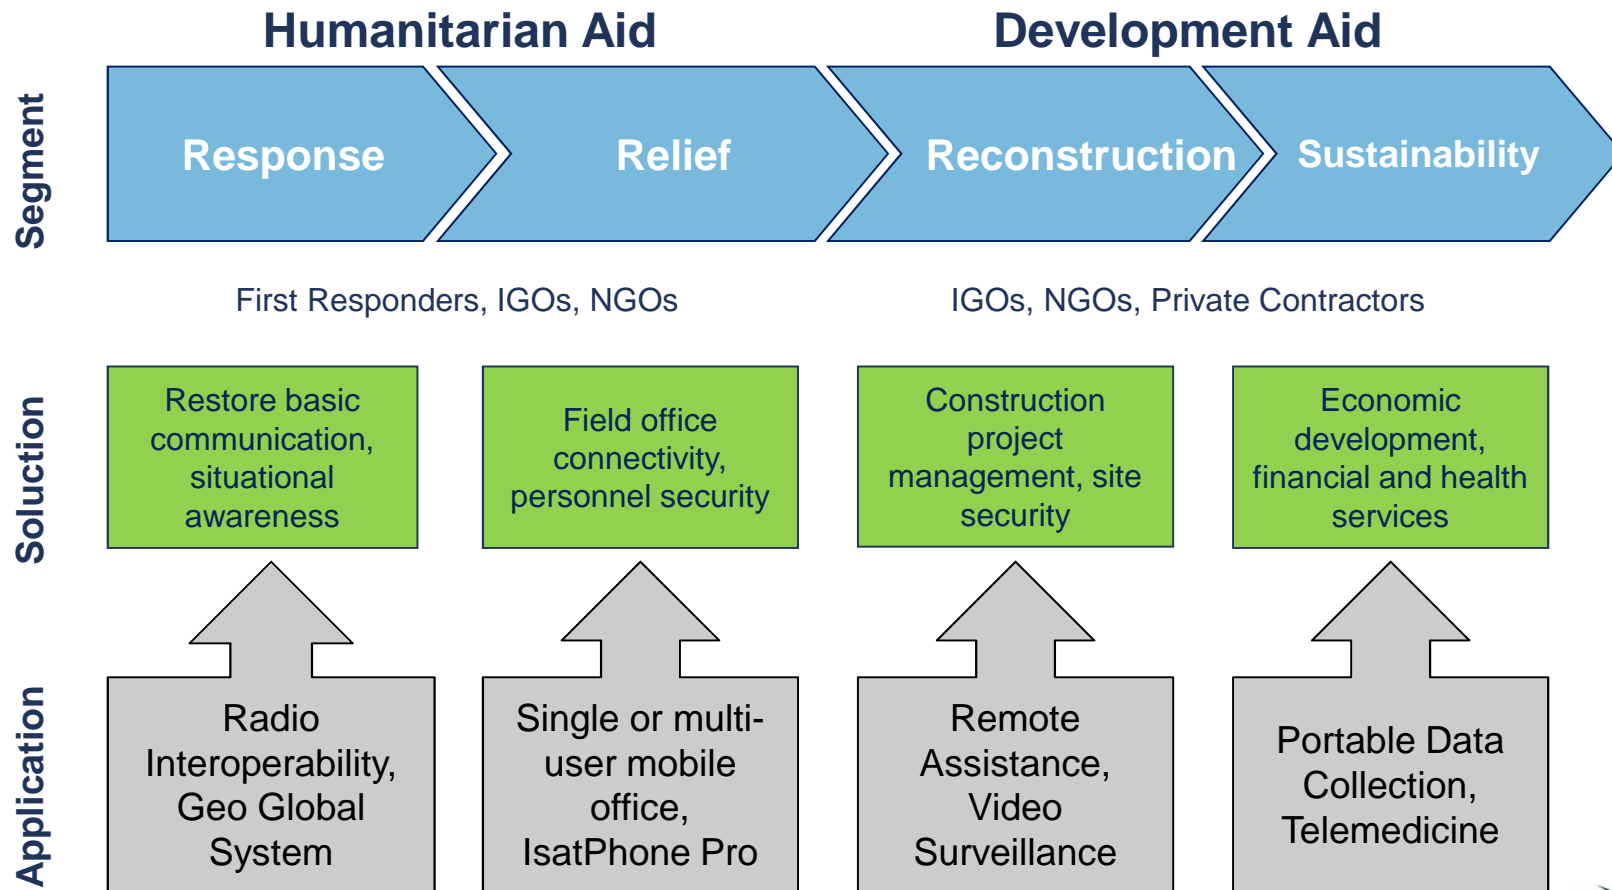 Humanitarian Aid
Development Aid
Segment
Response
Relief
Reconstruction
Sustainability
First Responders, IGOs, NGOs
IGOs, NGOs, Private Contractors
Soluction
Restore basic
communication,
situational
awareness
Field office
connectivity,
personnel security
Construction
project
management, site
security
Economic
development,
financial and health
services
Application
Radio
Interoperability,
Geo Global
System
Single or multi-
user mobile
office,
IsatPhone Pro
Remote
Assistance,
Video
Surveillance
Portable Data
Collection,
Telemedicine